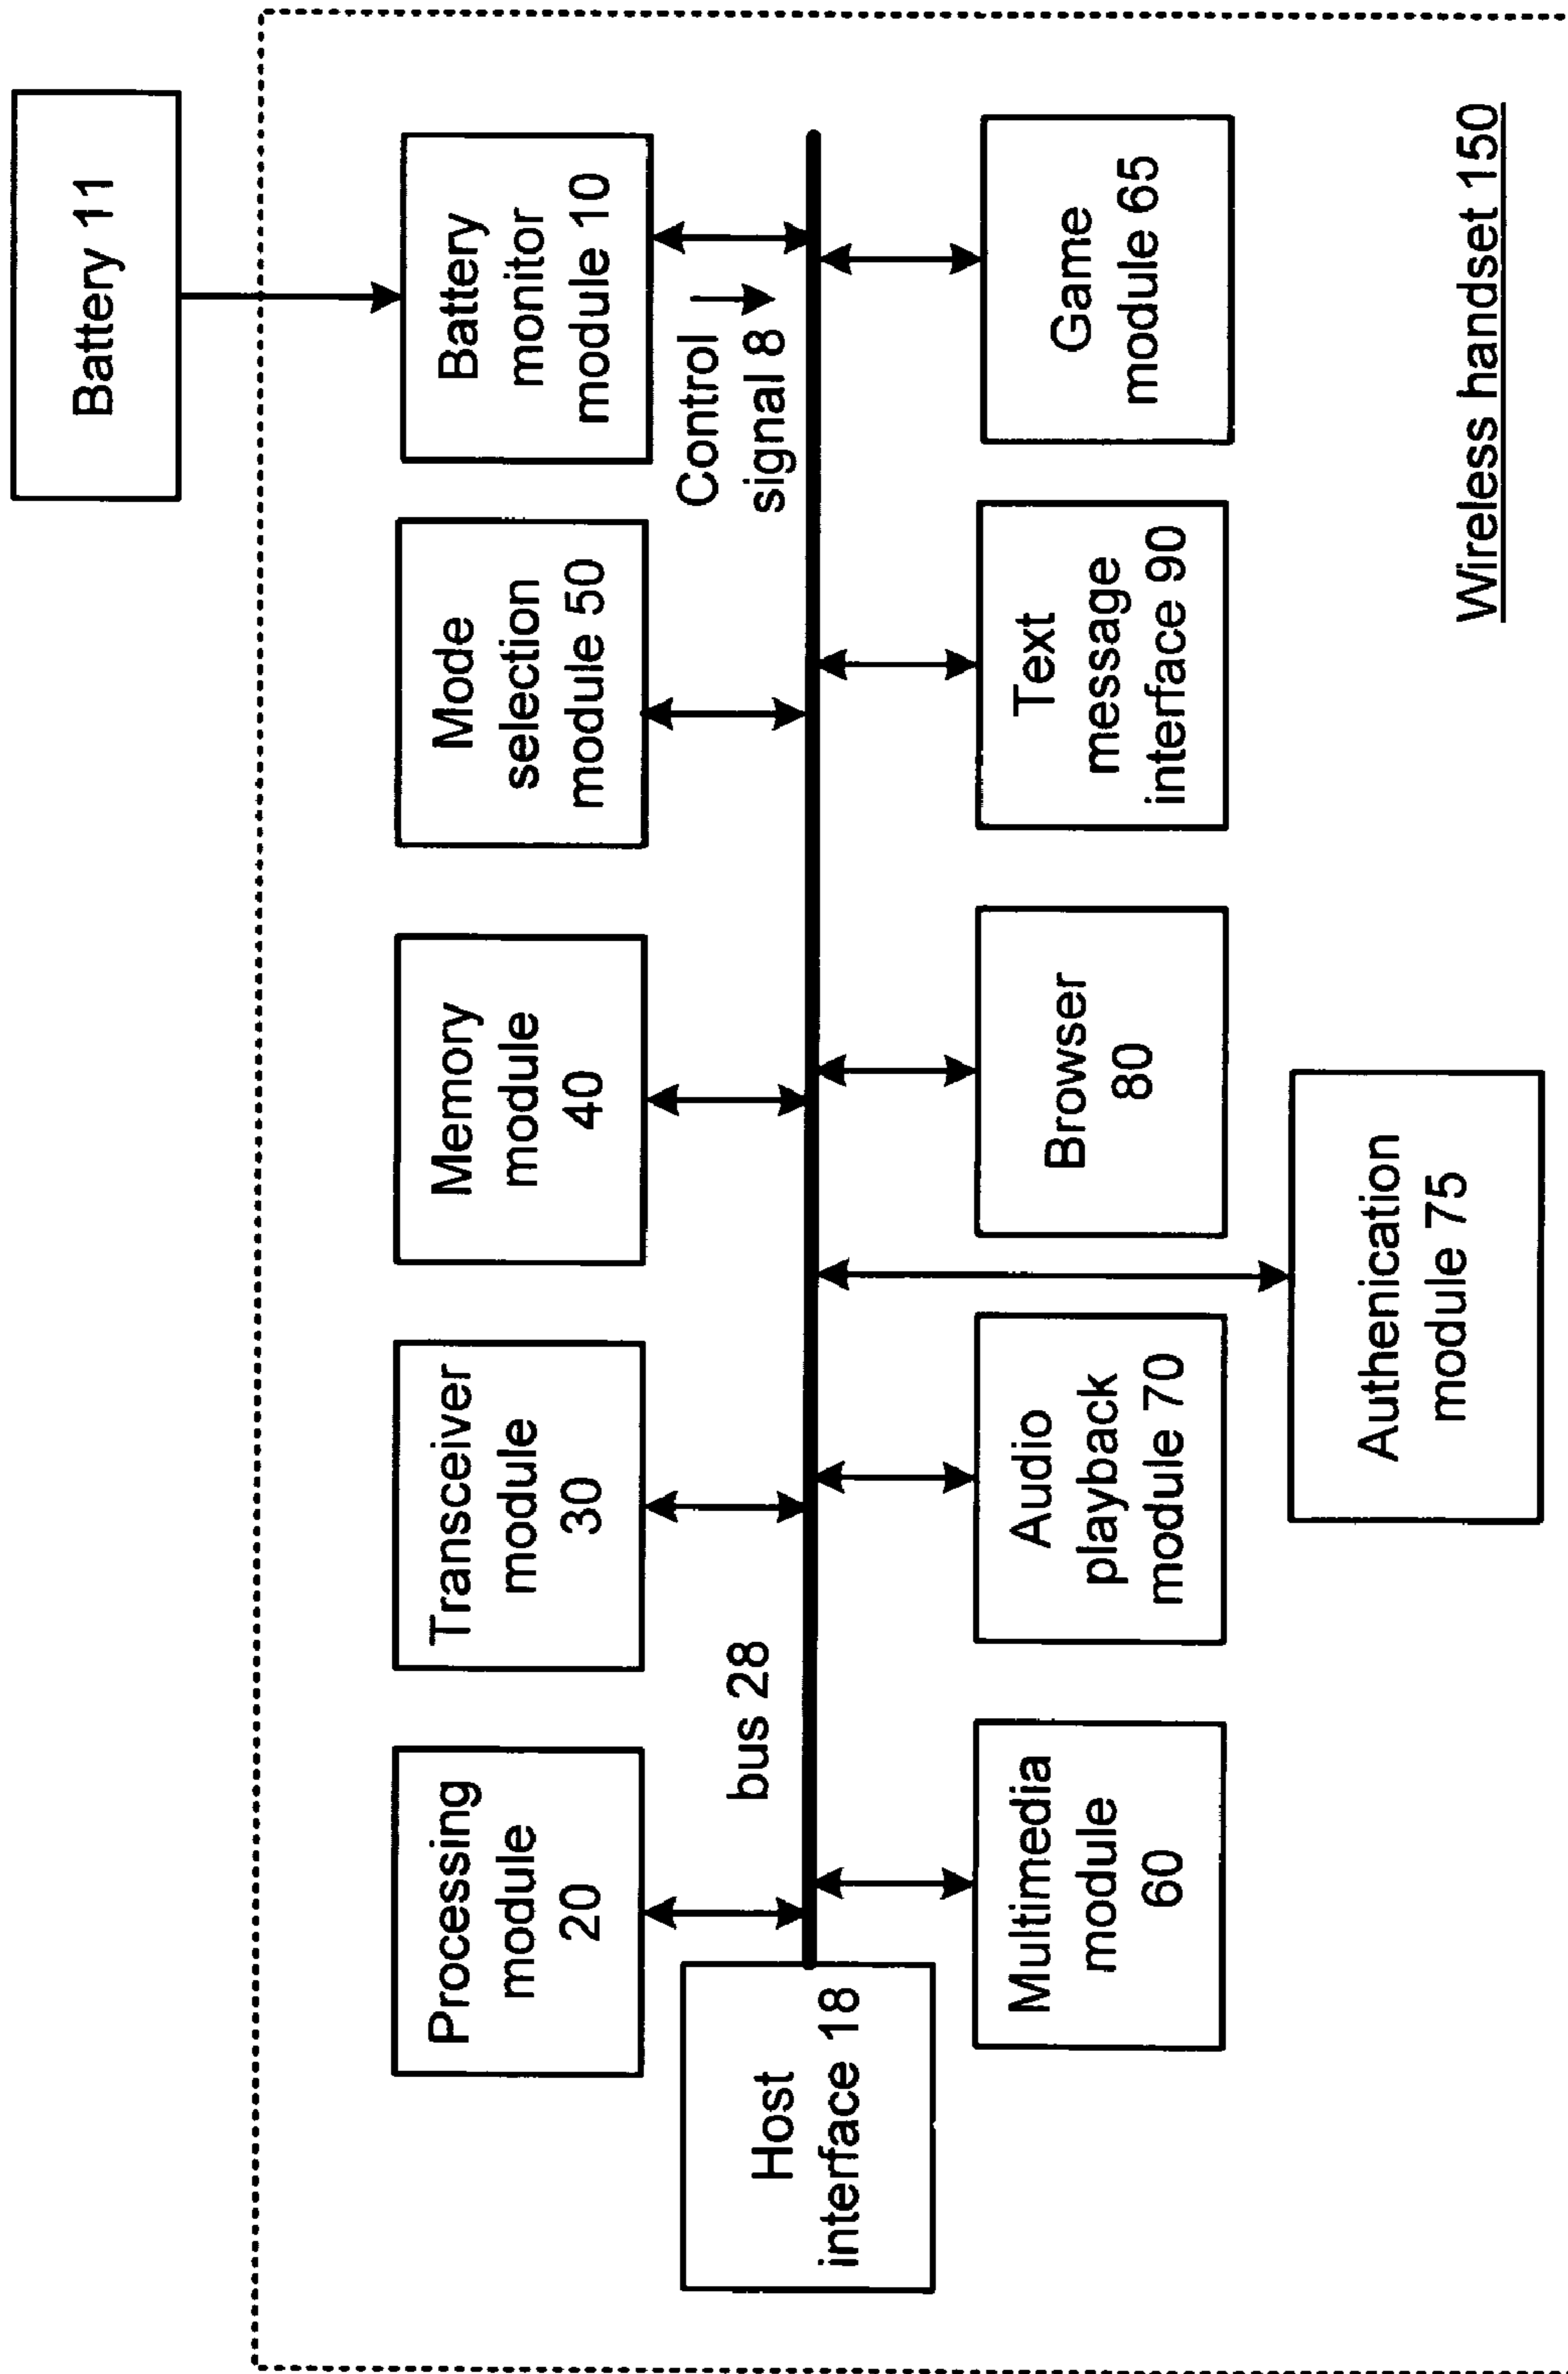 Battery 11
Processing
module
20
Transceiver
module
30
Memory
module
40
Mode
selection
module 50
Battery
monitor
module 10
Control
signal 8
bus 28
Host
interface 18
Multimedia
module
60
Audio
playback
module 70
Browser
80
Text
message
interface 90
Game
module 65
Authenication
module 75
Wireless handset 150